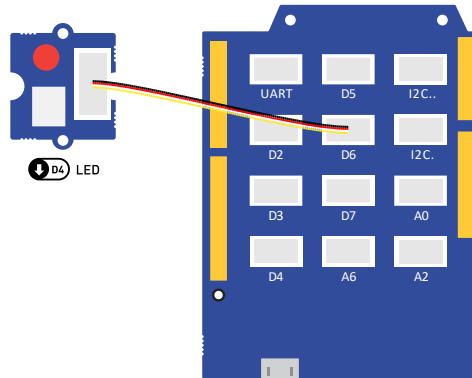 UART D5 I2C..
D2 D6 I2C.
D4 LED
D3 D7 A0
D4 A6 A2